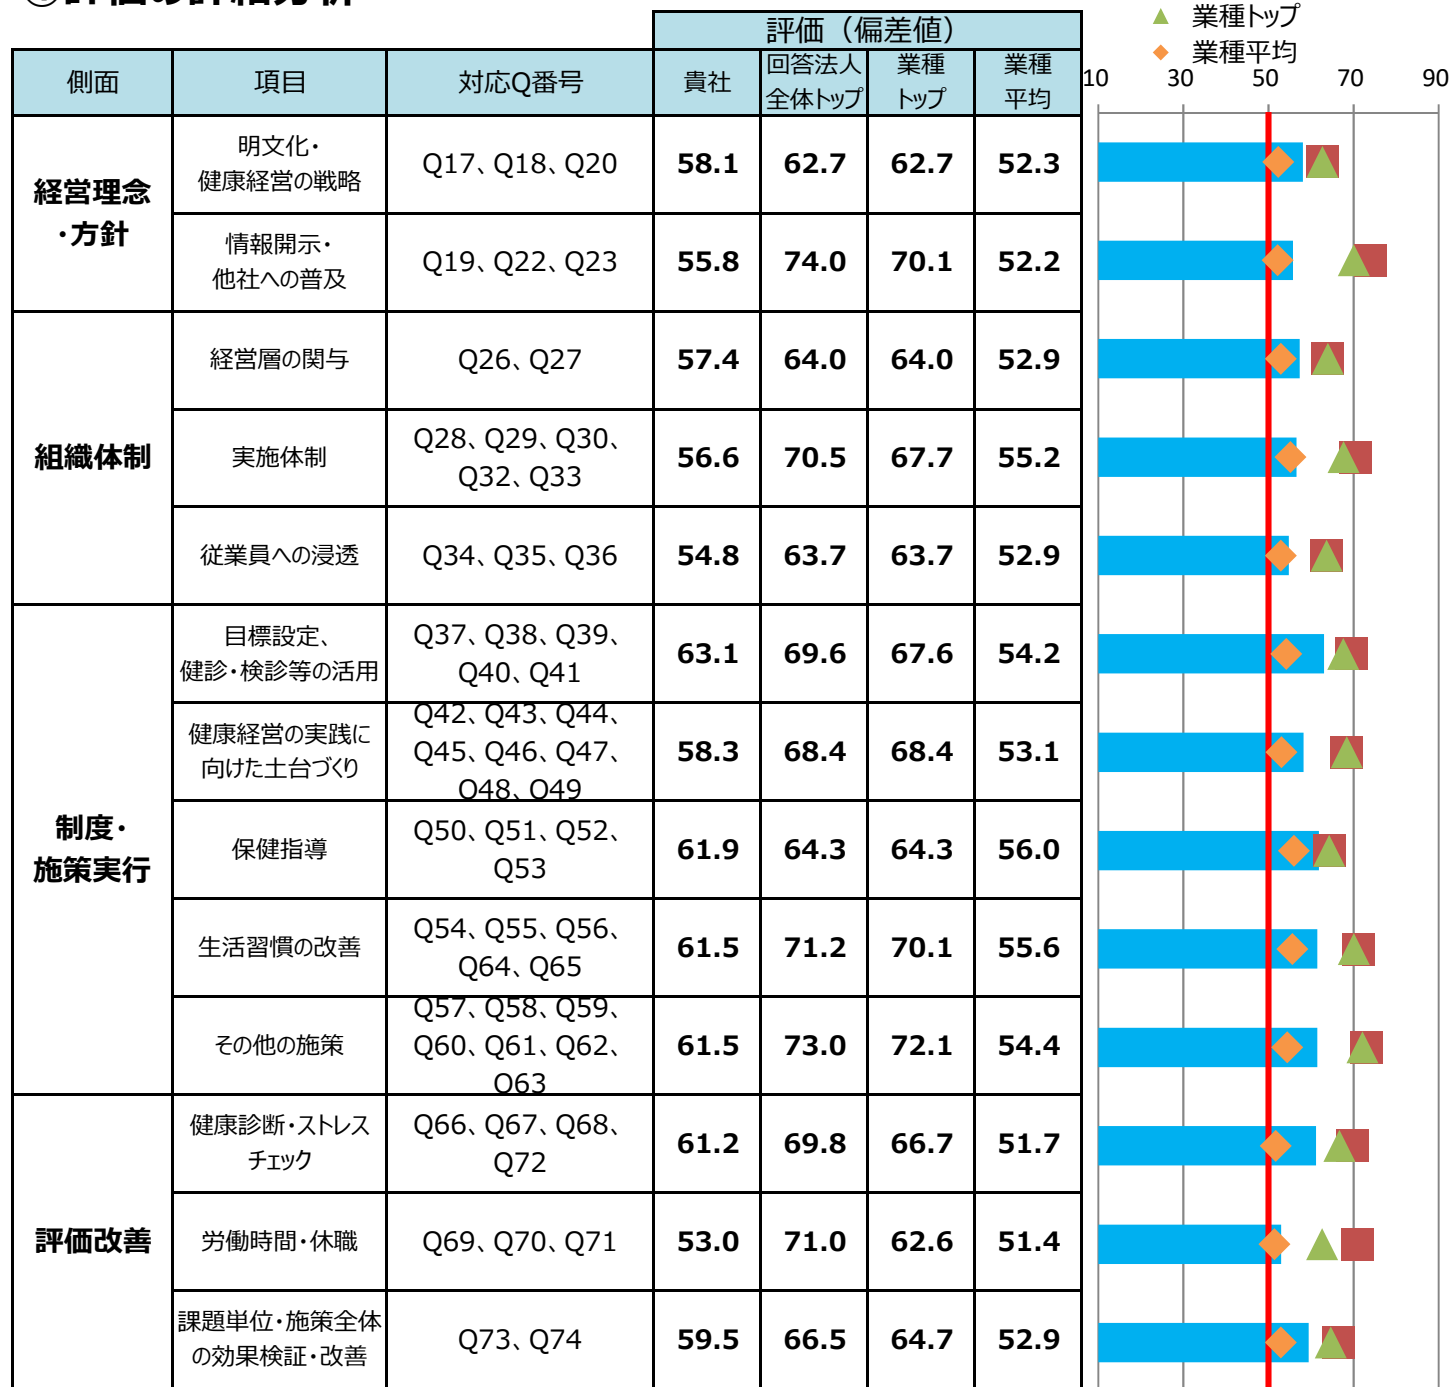 評価（偏差値）
▲ 業種トップ
◆ 業種平均
側面 項目 対応Q番号 貴社 回答法人 業種 業種
全体トップ トップ 平均
10 30 50 70 90
経営理念
・方針
明文化・
健康経営の戦略
Q17、Q18、Q20 58.1 62.7 62.7 52.3
情報開示・
他社への普及
Q19、Q22、Q23 55.8 74.0 70.1 52.2
組織体制
経営層の関与 Q26、Q27 57.4 64.0 64.0 52.9
実施体制
Q28、Q29、Q30、
Q32、Q33
56.6 70.5 67.7 55.2
従業員への浸透 Q34、Q35、Q36 54.8 63.7 63.7 52.9
制度・
施策実行
目標設定、
健診・検診等の活用
Q37、Q38、Q39、
Q40、Q41
63.1 69.6 67.6 54.2
健康経営の実践に
向けた土台づくり
Q42、Q43、Q44、
Q45、Q46、Q47、
Q48、Q49
58.3 68.4 68.4 53.1
保健指導
Q50、Q51、Q52、
Q53
61.9 64.3 64.3 56.0
生活習慣の改善
Q54、Q55、Q56、
Q64、Q65
61.5 71.2 70.1 55.6
その他の施策
Q57、Q58、Q59、
Q60、Q61、Q62、
Q63
61.5 73.0 72.1 54.4
評価改善
健康診断・ストレス
チェック
Q66、Q67、Q68、
Q72
61.2 69.8 66.7 51.7
労働時間・休職 Q69、Q70、Q71 53.0 71.0 62.6 51.4
課題単位・施策全体
の効果検証・改善
Q73、Q74 59.5 66.5 64.7 52.9